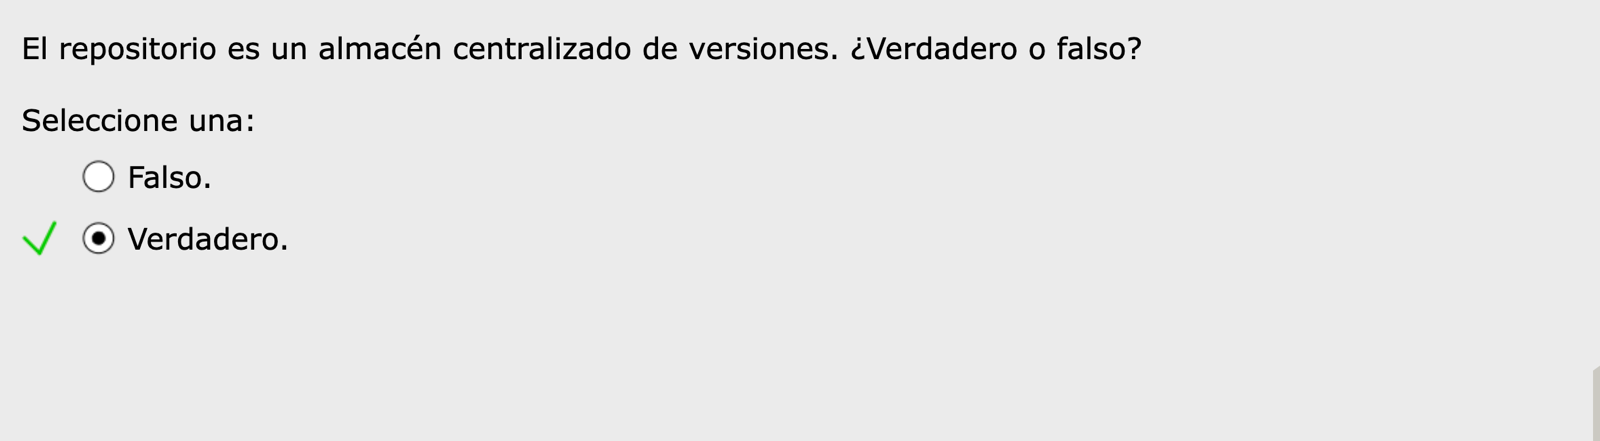 El repositorio es un almacén centralizado de versiones. ¿Verdadero o falso?
Seleccione una:
Falso.
Verdadero.